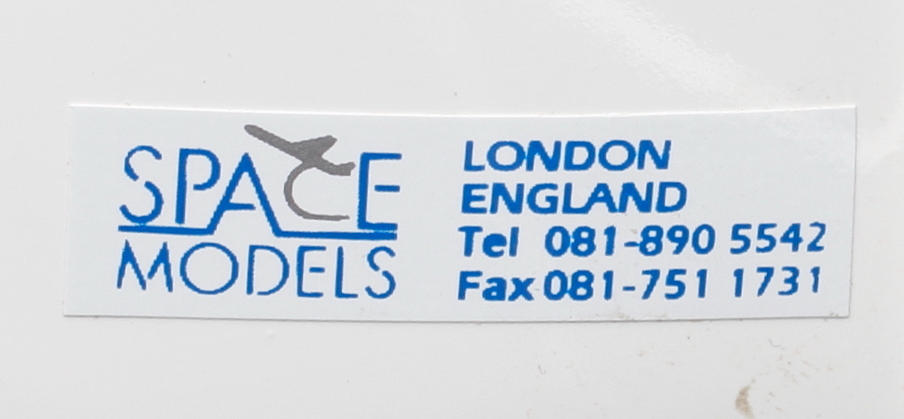 SPACE
MODELS
LONDON
ENGLAND
Tel 081-890 5542
Fax 081-751 1731